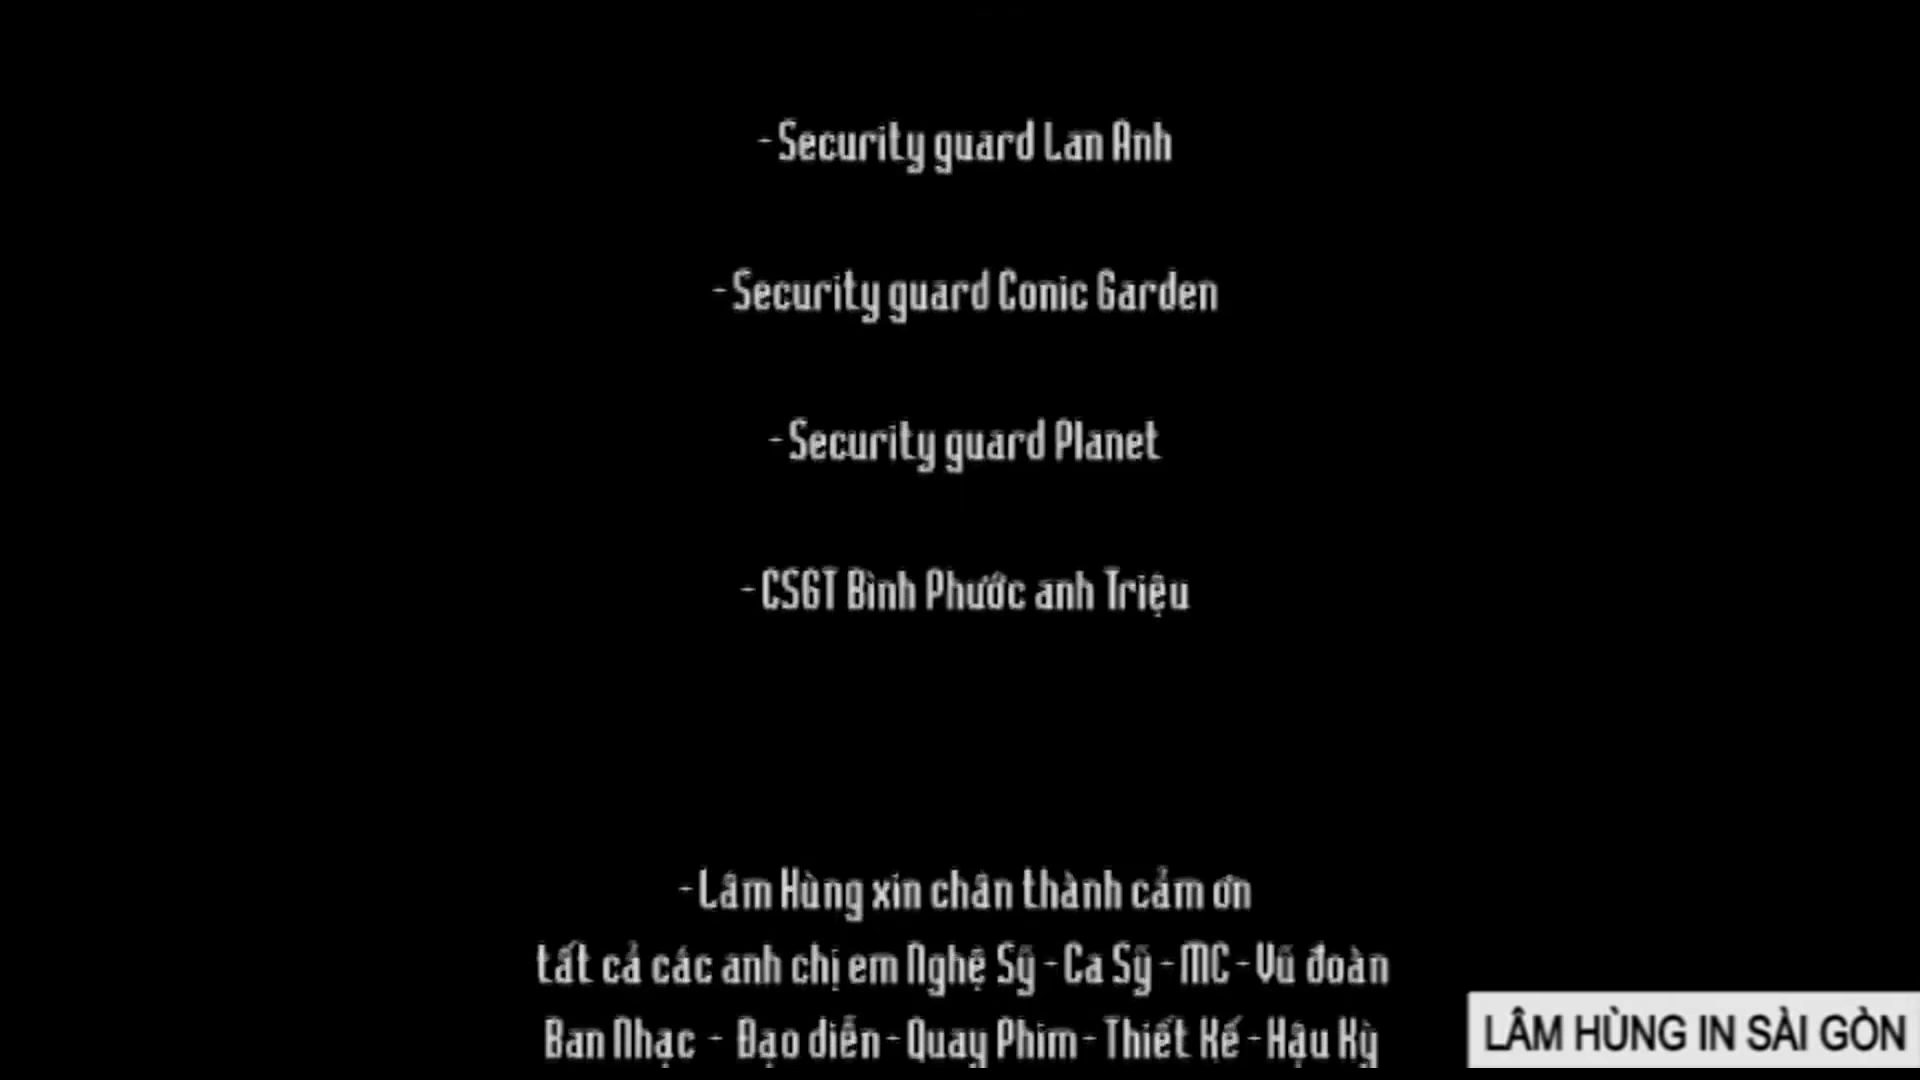 -Security guard Lan Anh
-Security guard Conic Garden
-Security guard Planet
-CSGT Bình Phước anh Triệu
-Lâm Hùng xin chân thành cảm ơn
tất cả các anh chị em Nghệ Sỹ -Ca Sỹ -MC-Vũ đoàn
Ban Nhạc - Đạo diễn-Quay Phim-Thiết Kế -Hậu Kỳ
LÂM HÙNG IN SÀI GÒN